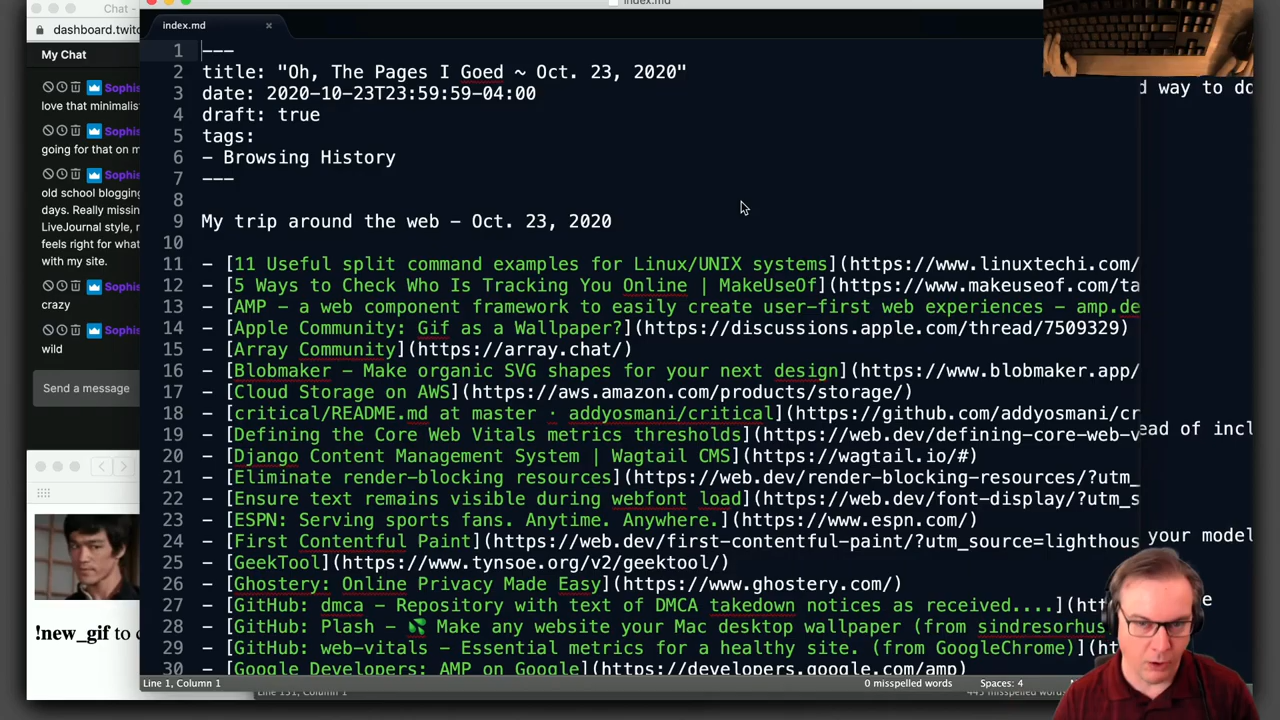 Chat –
dashboard.twitc
My Chat
Sophis
love that minimalis
Sophis
going for that on m
Sophis
old school blogging
days. Really missin
LiveJournal style, n
feels right for what
with my site.
Sophis
crazy
Sophis
wild
Send a message
!new_gif to c
index.md
index.md
1 ---
2 title: "Oh, The Pages I Goed ~ Oct. 23, 2020"
3 date: 2020-10-23T23:59:59-04:00
4 draft: true
5 tags:
6 - Browsing History
7 ---
8
9 My trip around the web – Oct. 23, 2020
10
11 - [11 Useful split command examples for Linux/UNIX systems](https://www.linuxtechi.com/
12 - [5 Ways to Check Who Is Tracking You Online | MakeUseOf](https://www.makeuseof.com/ta
13 - [AMP – a web component framework to easily create user-first web experiences – amp.de
14 - [Apple Community: Gif as a Wallpaper?](https://discussions.apple.com/thread/7509329)
15 - [Array Community](https://array.chat/)
16 - [Blobmaker – Make organic SVG shapes for your next design](https://www.blobmaker.app/
17 - [Cloud Storage on AWS](https://aws.amazon.com/products/storage/)
18 - [critical/README.md at master · addyosmani/critical](https://github.com/addyosmani/cr
19 - [Defining the Core Web Vitals metrics thresholds](https://web.dev/defining-core-web-v
20 - [Django Content Management System | Wagtail CMS](https://wagtail.io/#)
21 - [Eliminate render-blocking resources](https://web.dev/render-blocking-resources/?utm_
22 - [Ensure text remains visible during webfont load](https://web.dev/font-display/?utm_s
23 - [ESPN: Serving sports fans. Anytime. Anywhere.](https://www.espn.com/)
24 - [First Contentful Paint](https://web.dev/first-contentful-paint/?utm_source=lighthous
25 - [GeekTool](https://www.tynsoe.org/v2/geektool/)
26 - [Ghostery: Online Privacy Made Easy](https://www.ghostery.com/)
27 - [GitHub: dmca – Repository with text of DMCA takedown notices as received....](htt
28 - [GitHub: Plash – 💦 Make any website your Mac desktop wallpaper (from sindresorhus
29 - [GitHub: web-vitals – Essential metrics for a healthy site. (from GoogleChrome)](ht
30 - [Google Developers: AMP on Google](https://developers.google.com/amp)
Line 1, Column 1
0 misspelled words
Spaces: 4
Line 151, Column 1
445 misspelled words
d way to do
ead of incl
your model
e